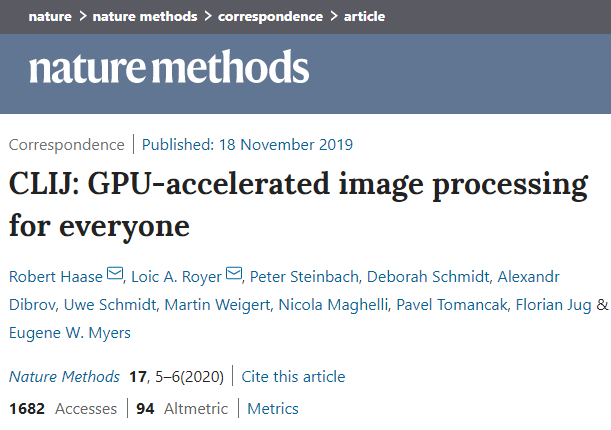 nature > nature methods > correspondence > article
nature methods
Correspondence | Published: 18 November 2019
CLIJ: GPU-accelerated image processing
for everyone
Robert Haase, Loic A. Royer, Peter Steinbach, Deborah Schmidt, Alexandr
Dibrov, Uwe Schmidt, Martin Weigert, Nicola Maghelli, Pavel Tomancak, Florian Jug &
Eugene W. Myers
Nature Methods 17, 5–6(2020) | Cite this article
1682 Accesses | 94 Altmetric | Metrics